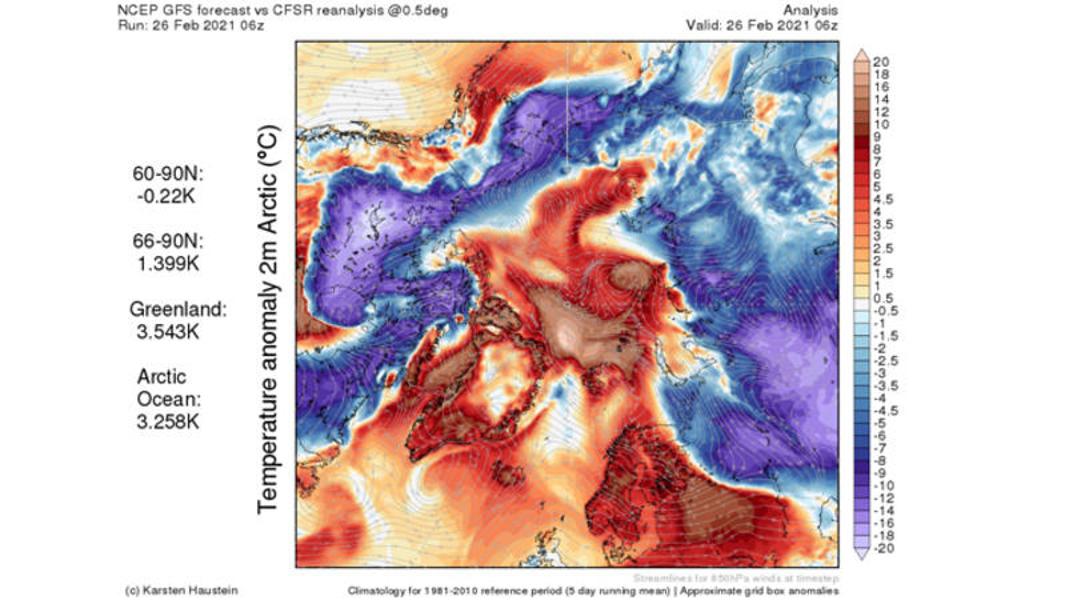 NCEP GFS forecast vs CFSR reanalysis @0.5deg
Run: 26 Feb 2021 06z
Analysis
Valid: 26 Feb 2021 06z
60-90N:
-0.22K
66-90N:
1.399K
Greenland:
3.543K
Arctic
Ocean:
3.258K
Temperature anomaly 2m Arctic (°C)
20
18
16
14
12
10
9
8
7
6
5
4.5
4
3.5
3
2.5
2
1.5
1
0.5
-0.5
-1
-1.5
-2
-2.5
-3
-3.5
-4
-4.5
-5
-6
-7
-8
-9
-10
-12
-14
-16
-18
-20
Streamlines for 850hPa winds at timestep
(c) Karsten Haustein
Climatology for 1981-2010 reference period (5 day running mean) | Approximate grid box anomalies